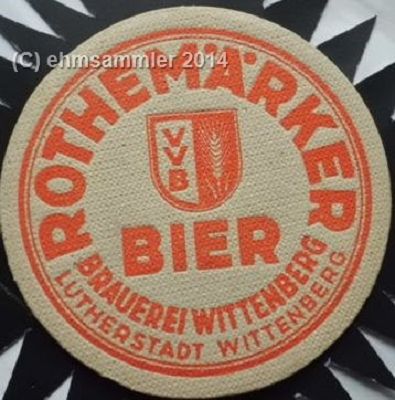 (C) ehmsammler 2014
ROTHEMÄRKER
VVB
BIER
BRAUEREI WITTENBERG
LUTHERSTADT WITTENBERG